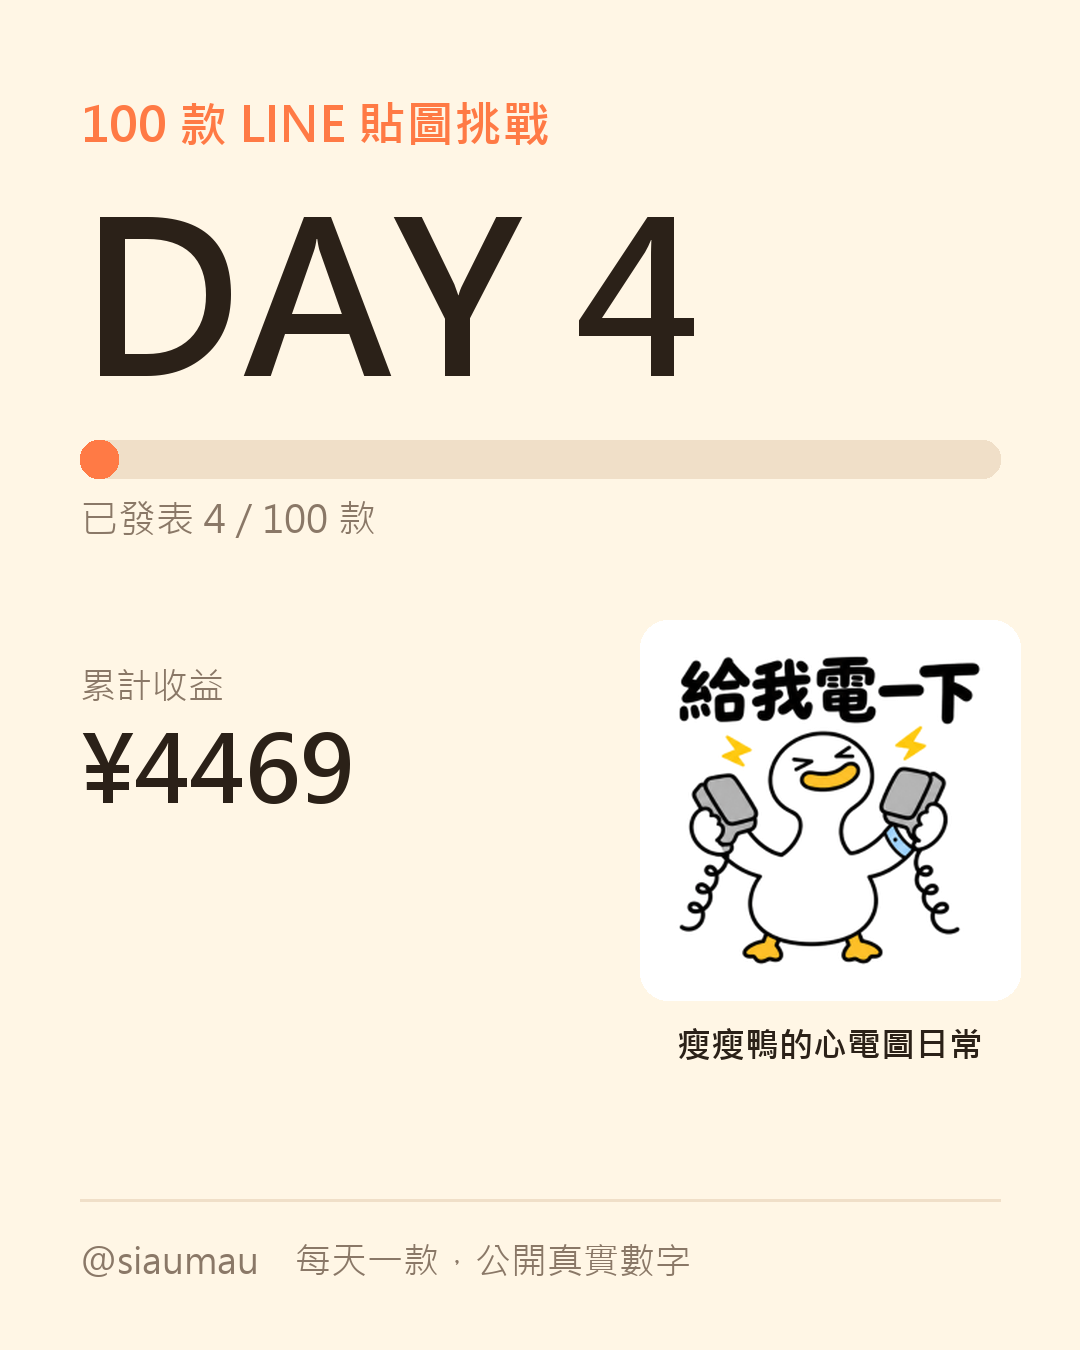 100 款 LINE 貼圖挑戰
DAY 4
已發表 4 / 100 款
累計收益
¥4469
給我電一下
瘦瘦鴨的心電圖日常
@siaumau 每天一款，公開真實數字